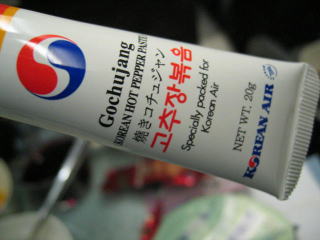 Gochujang
KOREAN HOT PEPPER PASTE
焼きコチュジャン
고추장볶음
Specially packed for
Korean Air
NET WT. 20g
KOREAN AIR